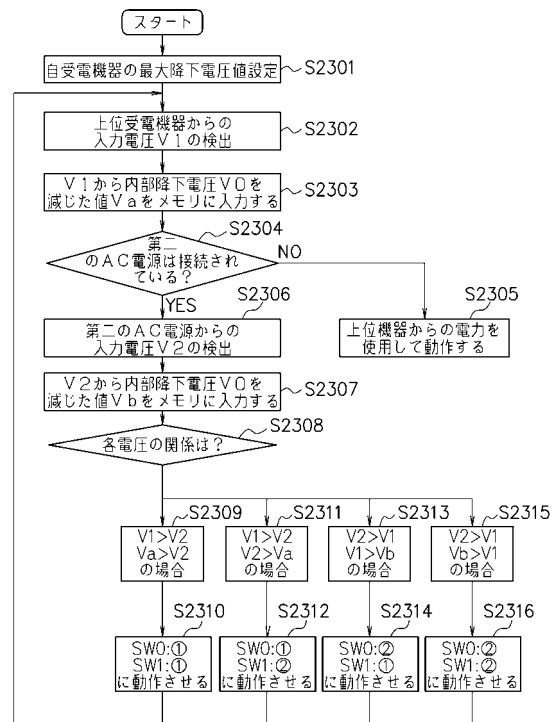 スタート
自受電機器の最大降下電圧値設定
S2301
上位受電機器からの
入力電圧V1の検出
S2302
V1から内部降下電圧V0を
減じた値Vaをメモリに入力する
S2303
S2304
第二
のAC電源は接続され
ている?
NO
YES
S2305
上位機器からの電力を
使用して動作する
S2306
第二のAC電源からの
入力電圧V2の検出
V2から内部降下電圧V0を
減じた値Vbをメモリに入力する
S2307
S2308
各電圧の関係は?
S2309
V1>V2
Va>V2
の場合
S2311
V1>V2
V2>Va
の場合
S2313
V2>V1
V1>Vb
の場合
S2315
V2>V1
Vb>V1
の場合
S2310
SW0:①
SW1:①
に動作させる
S2312
SW0:①
SW1:②
に動作させる
S2314
SW0:②
SW1:①
に動作させる
S2316
SW0:②
SW1:②
に動作させる